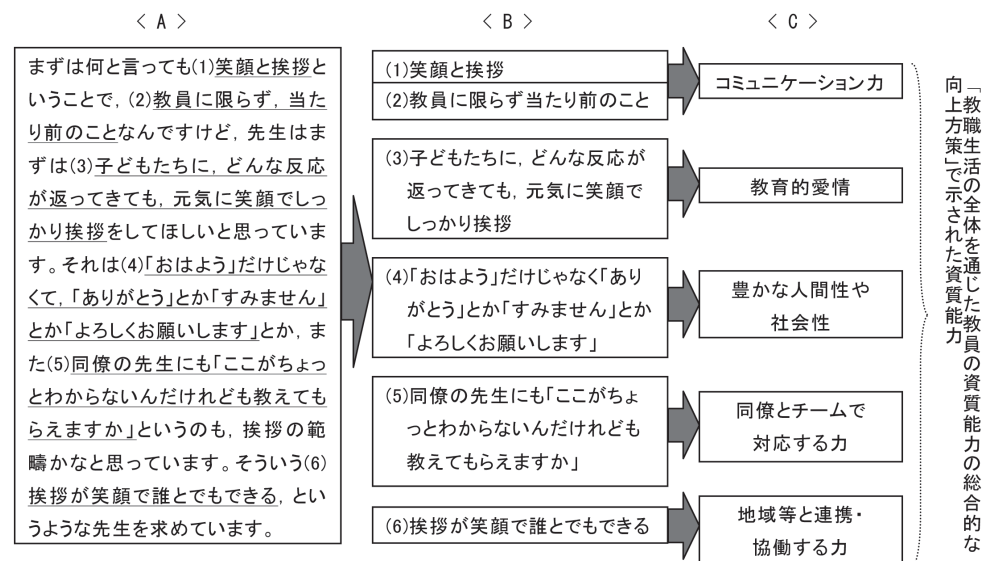 ＜ A ＞
まずは何と言っても(1)笑顔と挨拶と
いうことで，(2)教員に限らず，当た
り前のことなんですけど，先生はま
ずは(3)子どもたちに，どんな反応
が返ってきても，元気に笑顔でしっ
かり挨拶をしてほしいと思っていま
す。それは(4)「おはよう」だけじゃな
くて，「ありがとう」とか「すみません」
とか「よろしくお願いします」とか，ま
た(5)同僚の先生にも「ここがちょっ
とわからないんだけれども教えても
らえますか」というのも，挨拶の範
疇かなと思っています。そういう(6)
挨拶が笑顔で誰とでもできる，とい
うような先生を求めています。
＜ B ＞
(1)笑顔と挨拶
(2)教員に限らず当たり前のこと
(3)子どもたちに，どんな反応が
返ってきても，元気に笑顔で
しっかり挨拶
(4)「おはよう」だけじゃなく「あり
がとう」とか「すみません」とか
「よろしくお願いします」
(5)同僚の先生にも「ここがちょ
っとわからないんだけれども
教えてもらえますか」
(6)挨拶が笑顔で誰とでもできる
＜ C ＞
コミュニケーション力
教育的愛情
豊かな人間性や
社会性
同僚とチームで
対応する力
地域等と連携・
協働する力
「教職生活の全体を通じた教員の資質能力の総合的な
向上方策」で示された資質能力